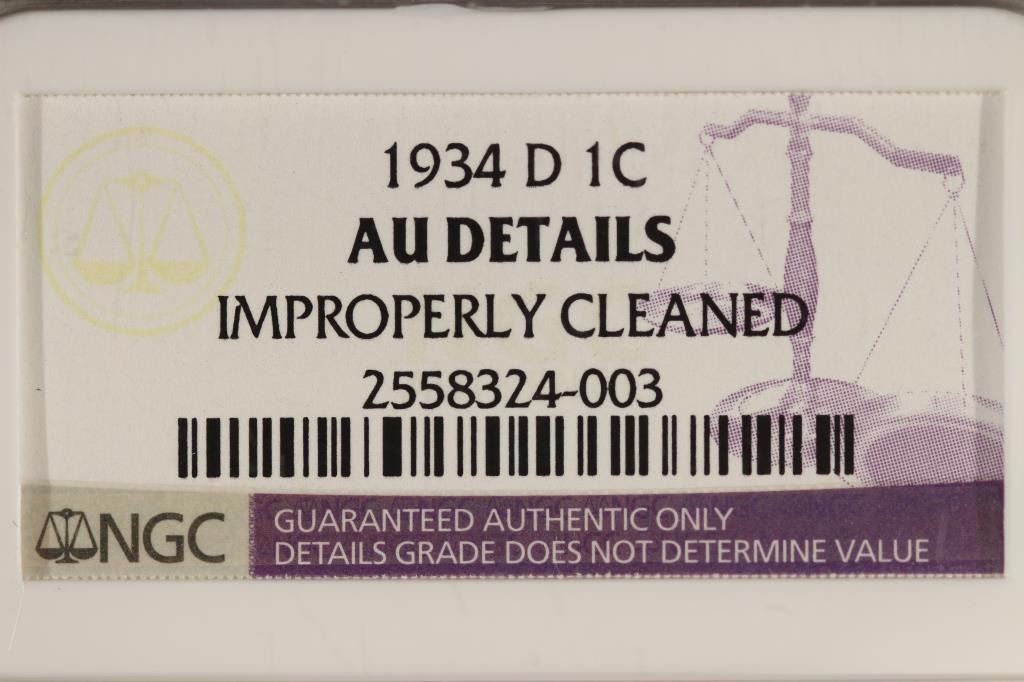 1934 D 1C
AU DETAILS
IMPROPERLY CLEANED
2558324-003
NGC
GUARANTEED AUTHENTIC ONLY
DETAILS GRADE DOES NOT DETERMINE VALUE